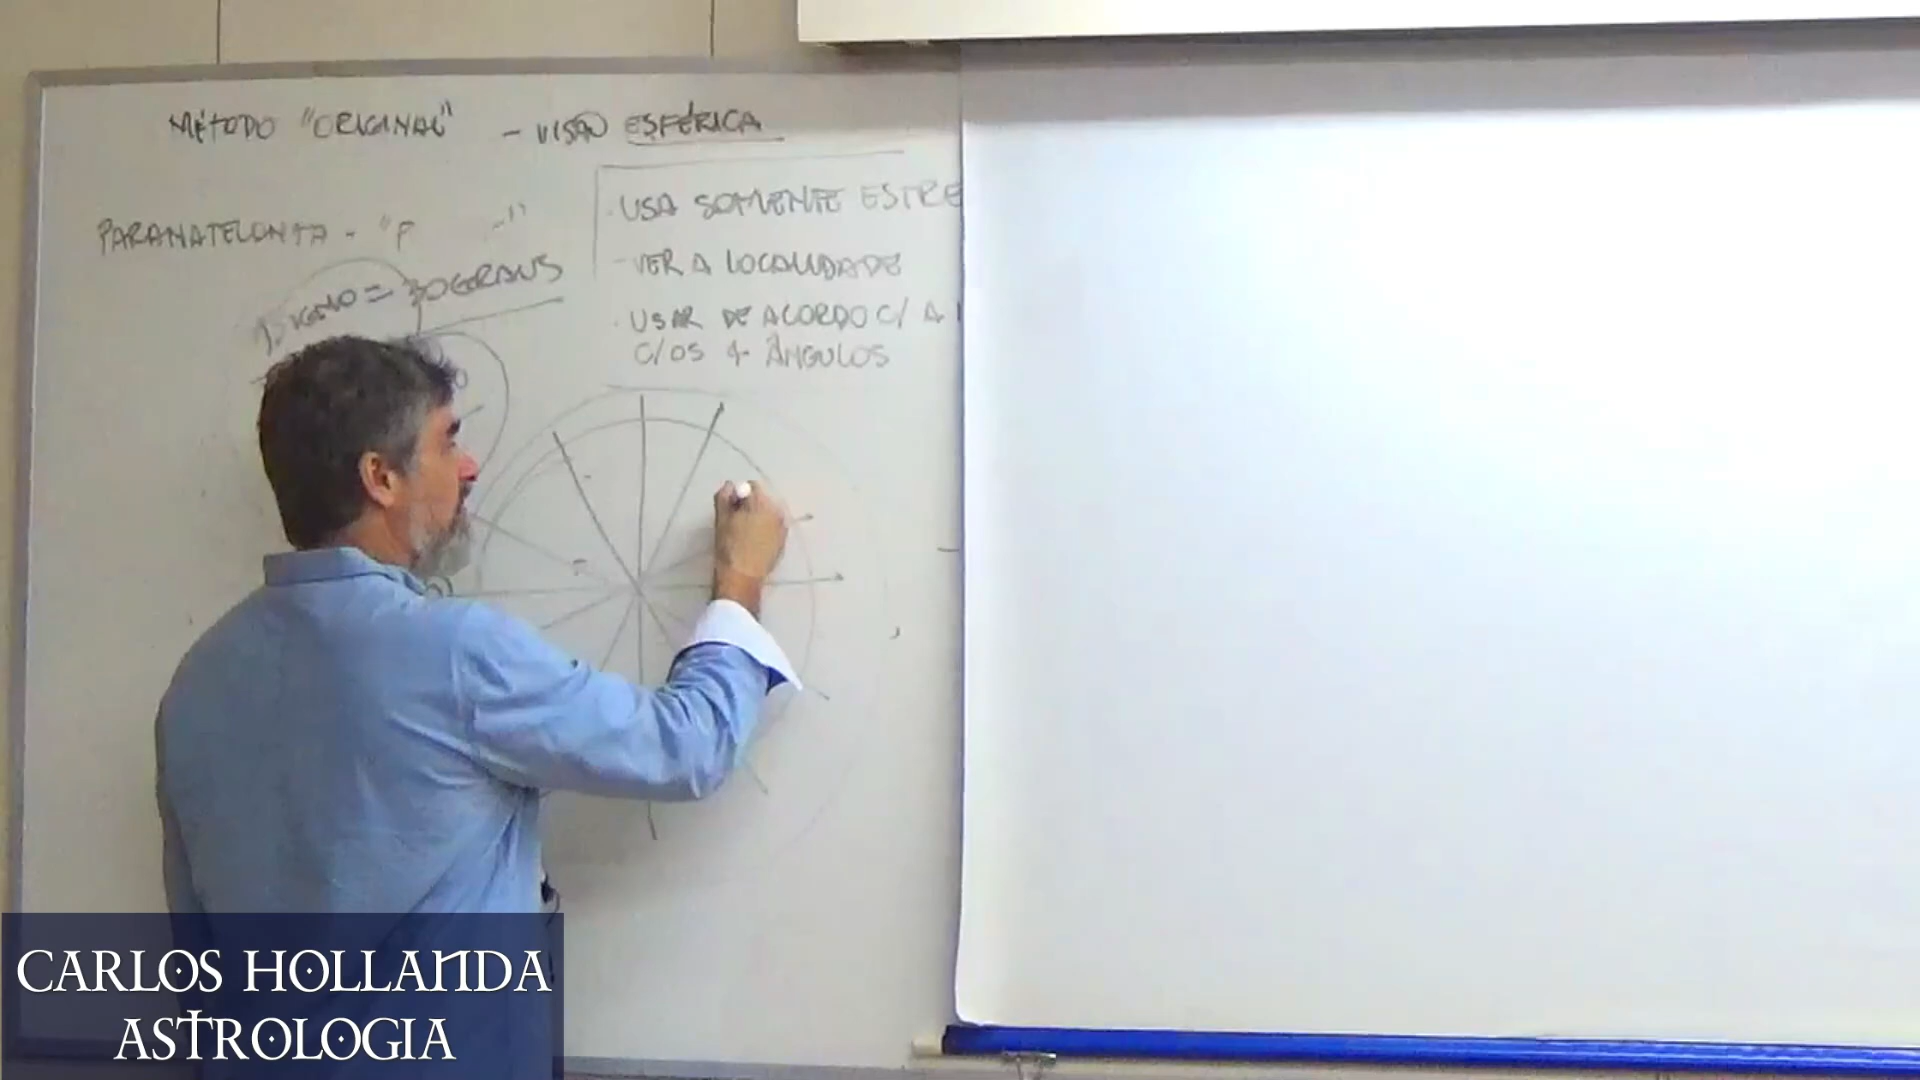 MÉTODO "ORIGINAL" - VISÃO ESFÉRICA
· USA SOMENTE ESTRE
PARANATELONTA - "P
- VER A LOCALIDADE
1 SIGNO = 30 GRAUS
· USAR DE ACORDO C/ A
C/OS 4 ÂNGULOS
CARLOS HOLLANDA
ASTROLOGIA